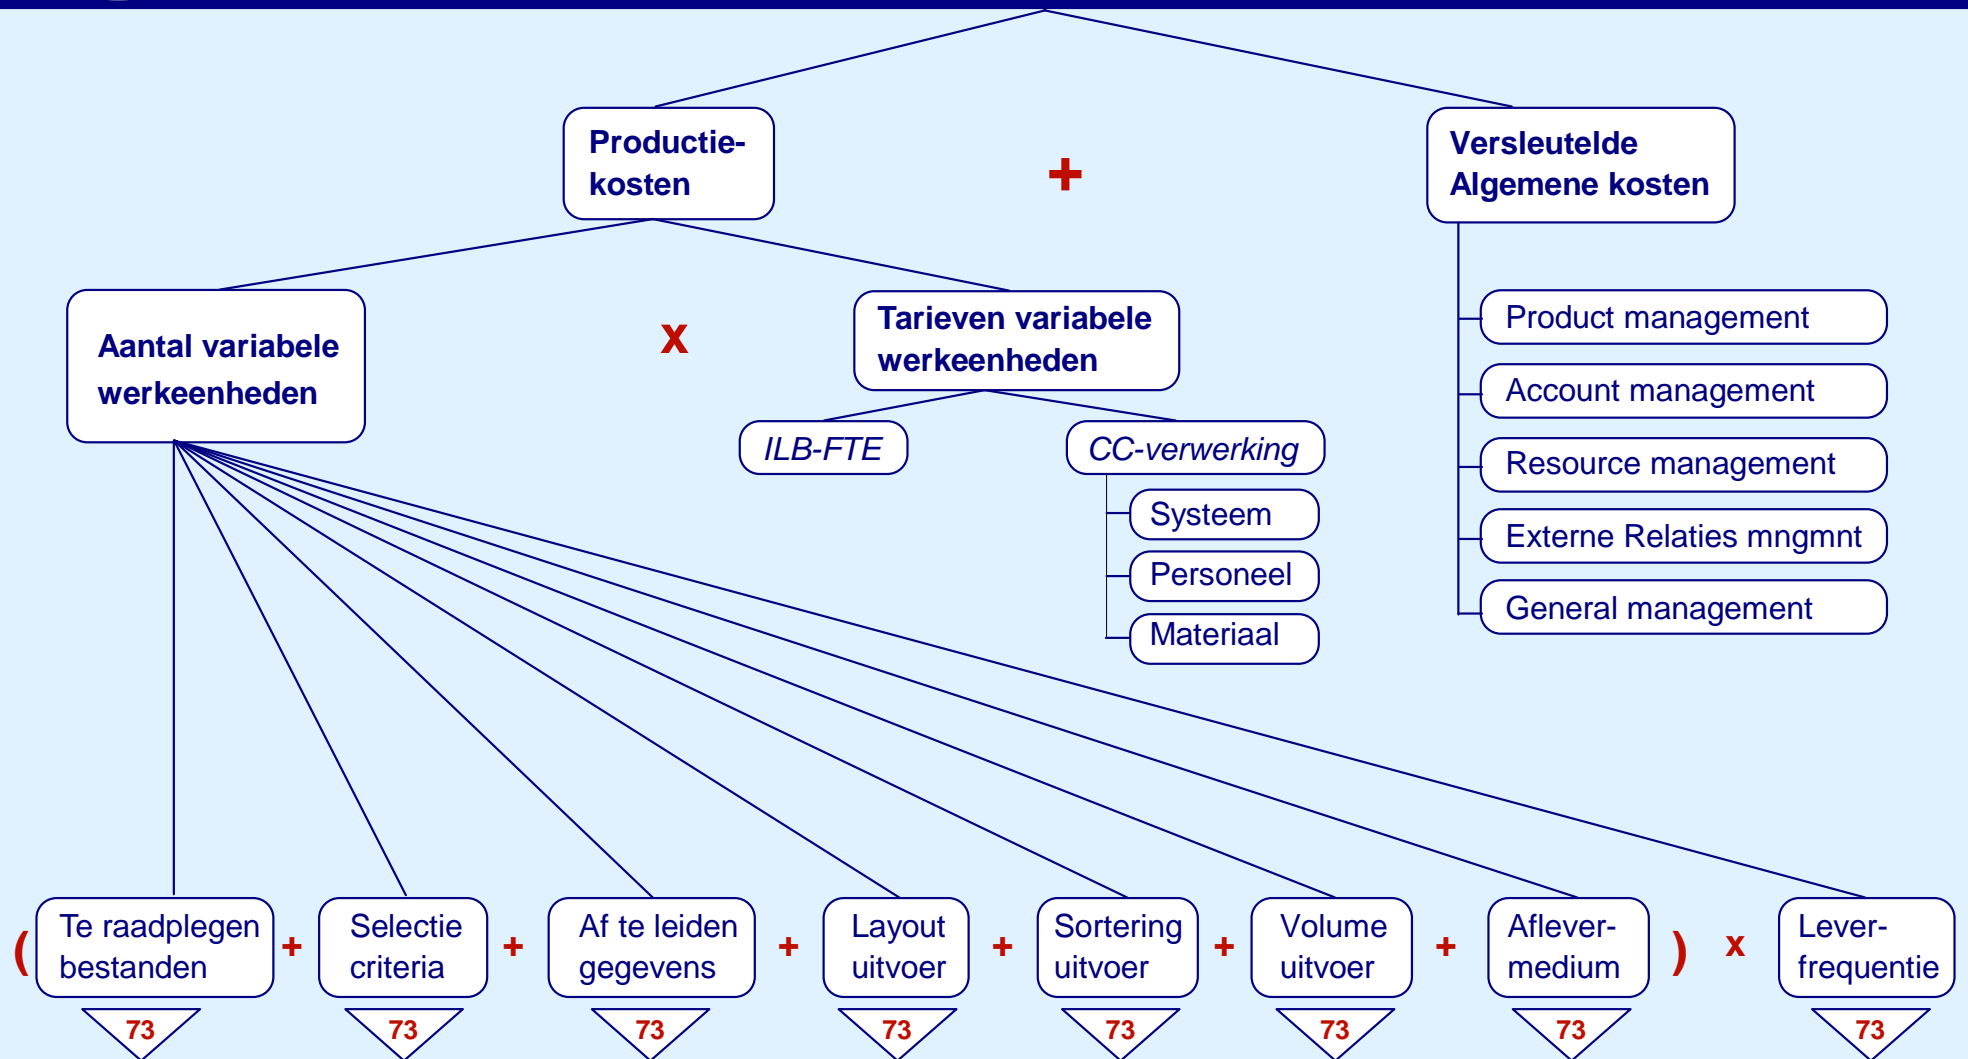 Productie-
kosten
+
Versleutelde
Algemene kosten
Aantal variabele
werkeenheden
x
Tarieven variabele
werkeenheden
ILB-FTE
CC-verwerking
Systeem
Personeel
Materiaal
Product management
Account management
Resource management
Externe Relaties mngmnt
General management
(
Te raadplegen
bestanden
+
Selectie
criteria
+
Af te leiden
gegevens
+
Layout
uitvoer
+
Sortering
uitvoer
+
Volume
uitvoer
+
Aflever-
medium
)
x
Lever-
frequentie
73
73
73
73
73
73
73
73